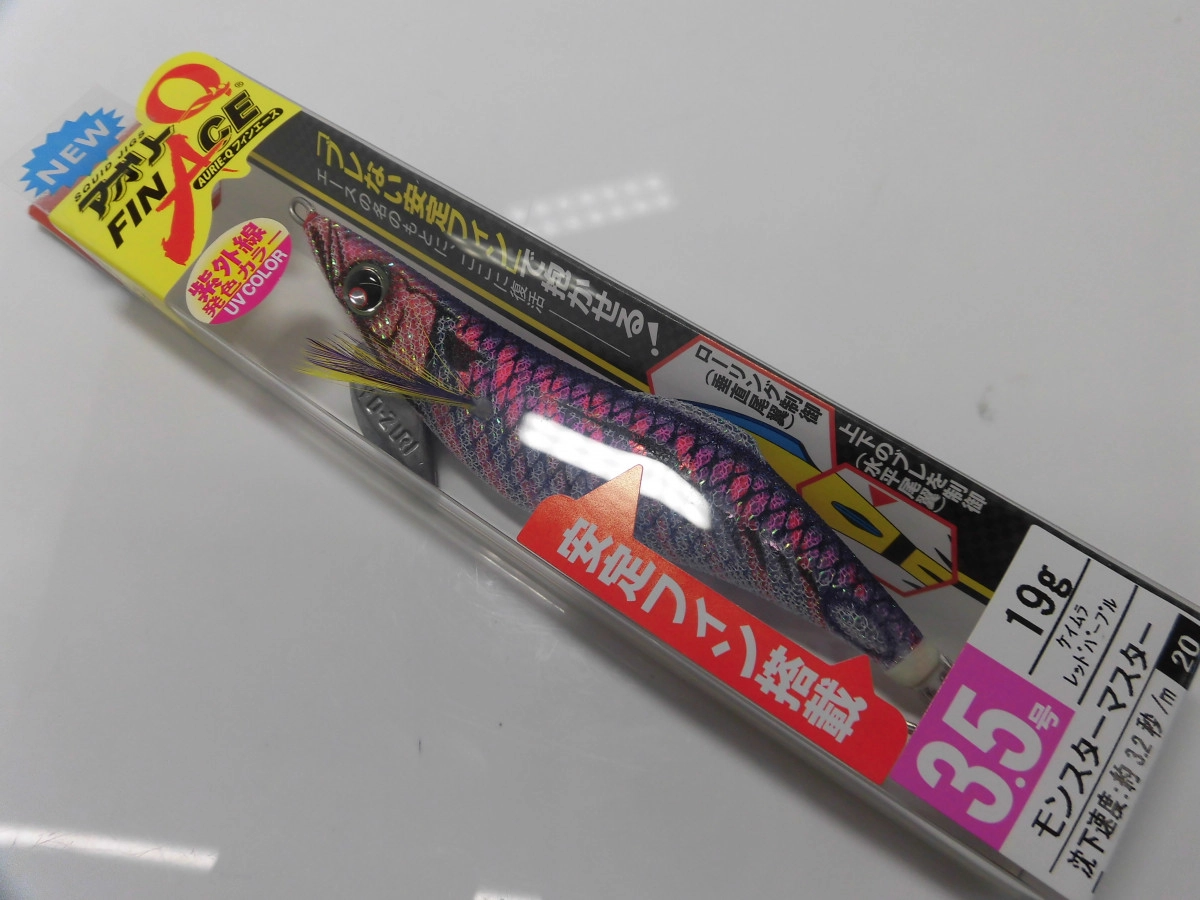 NEW
SQUID JIGS
アオリーQ
FIN ACE®
AURIE-Q フィンエース
紫外線
発色カラー
UV COLOR
「ブレない安定フィン」で抱かせる!
エースの名のもとに、ここに復活
ローリング制御
(垂直尾翼)
上下のブレを制御
(水平尾翼)
安定フィン搭載
19g
ケイムラ
レッドパープル
3.5号
モンスターマスター
沈下速度:約3.2秒/m
20